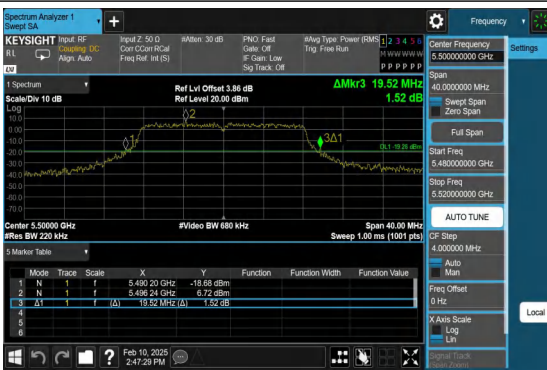 Spectrum Analyzer 1
Swept SA
Frequency
KEYSIGHT
RL
Input: RF
Coupling: DC
Align: Auto
Input Z: 50 Ω
Corr CCorr RCal
Freq Ref: Int (S)
#Atten: 30 dB
PNO: Fast
Gate: Off
IF Gain: Low
Sig Track: Off
#Avg Type: Power (RMS
Trig: Free Run
1 2 3 4 5 6
M W W W W W
P P P P P P
1 Spectrum
Scale/Div 10 dB
Ref Lvl Offset 3.86 dB
Ref Level 20.00 dBm
ΔMkr3 19.52 MHz
1.52 dB
Log
10.0
0.00
-10.0
-20.0
-30.0
-40.0
-50.0
-60.0
-70.0
1
2
3Δ1
DL1 -19.26 dBm
Center 5.50000 GHz
#Res BW 220 kHz
#Video BW 680 kHz
Span 40.00 MHz
Sweep 1.00 ms (1001 pts)
5 Marker Table
Mode Trace Scale X Y Function Function Width Function Value
1 N 1 f 5.490 20 GHz -18.68 dBm
2 N 1 f 5.496 24 GHz 6.72 dBm
3 Δ1 1 f (Δ) 19.52 MHz (Δ) 1.52 dB
4
5
6
Feb 10, 2025
2:47:29 PM
Settings
Center Frequency
5.500000000 GHz
Span
40.0000000 MHz
Swept Span
Zero Span
Full Span
Start Freq
5.480000000 GHz
Stop Freq
5.520000000 GHz
AUTO TUNE
CF Step
4.000000 MHz
Auto
Man
Freq Offset
0 Hz
X Axis Scale
Log
Lin
Signal Track
Local